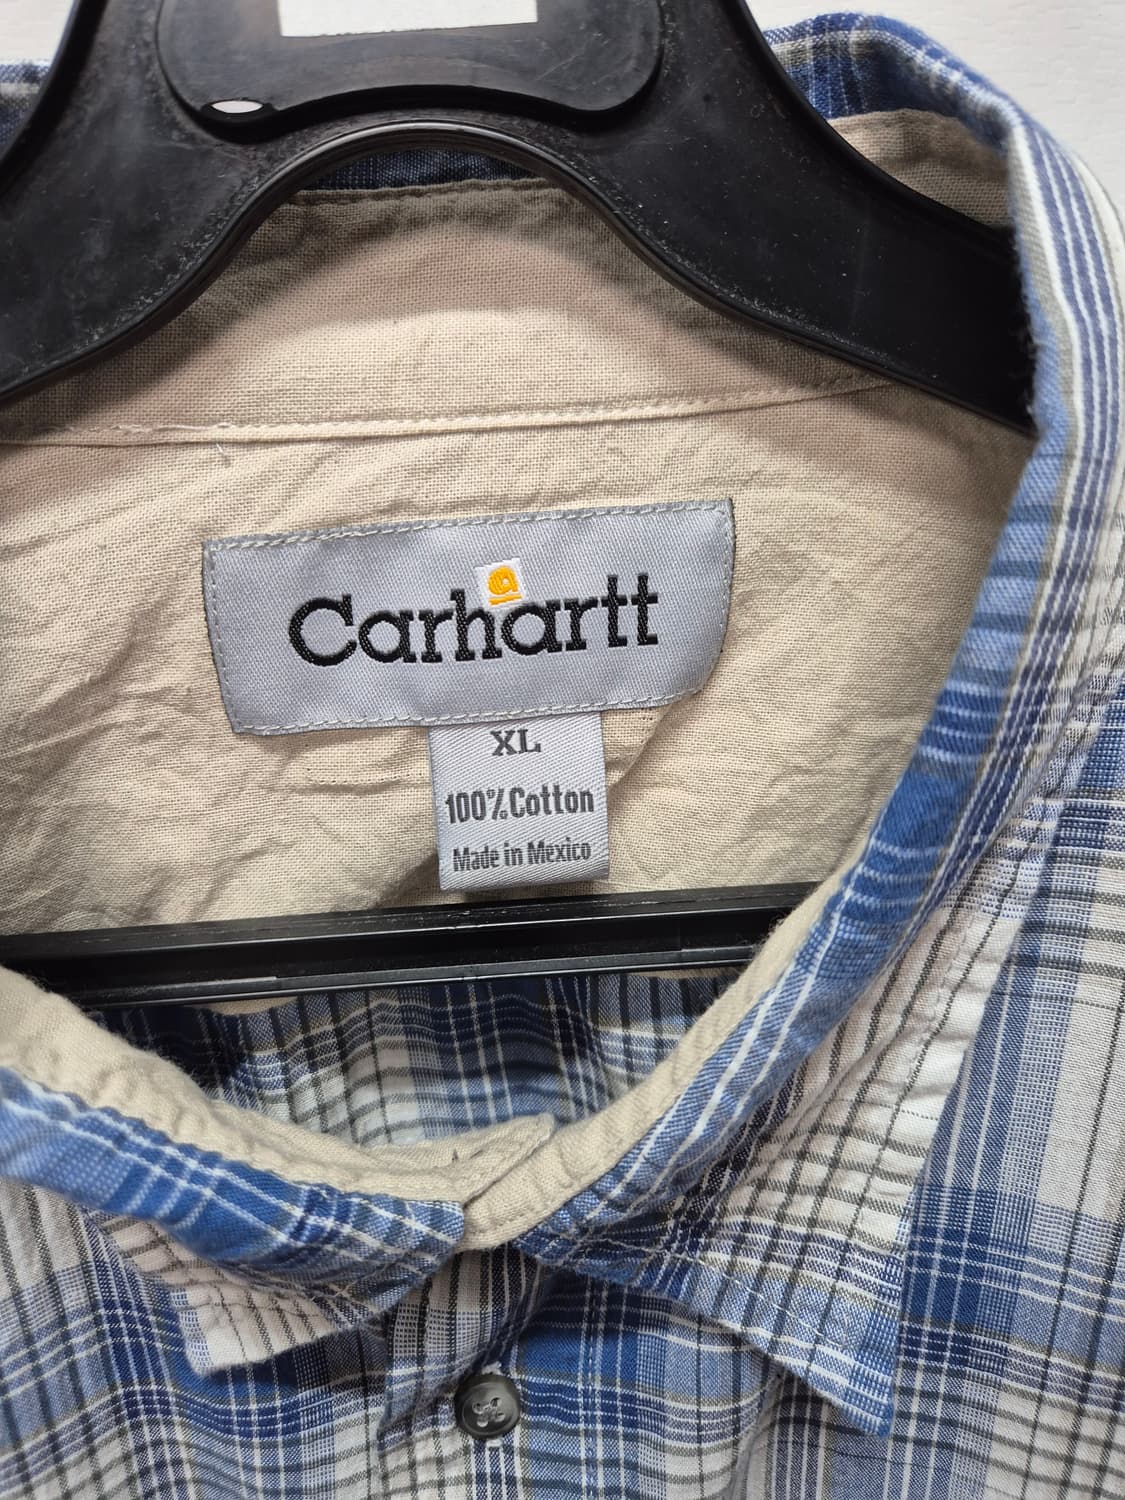 Carhartt
XL
100% Cotton
Made in Mexico